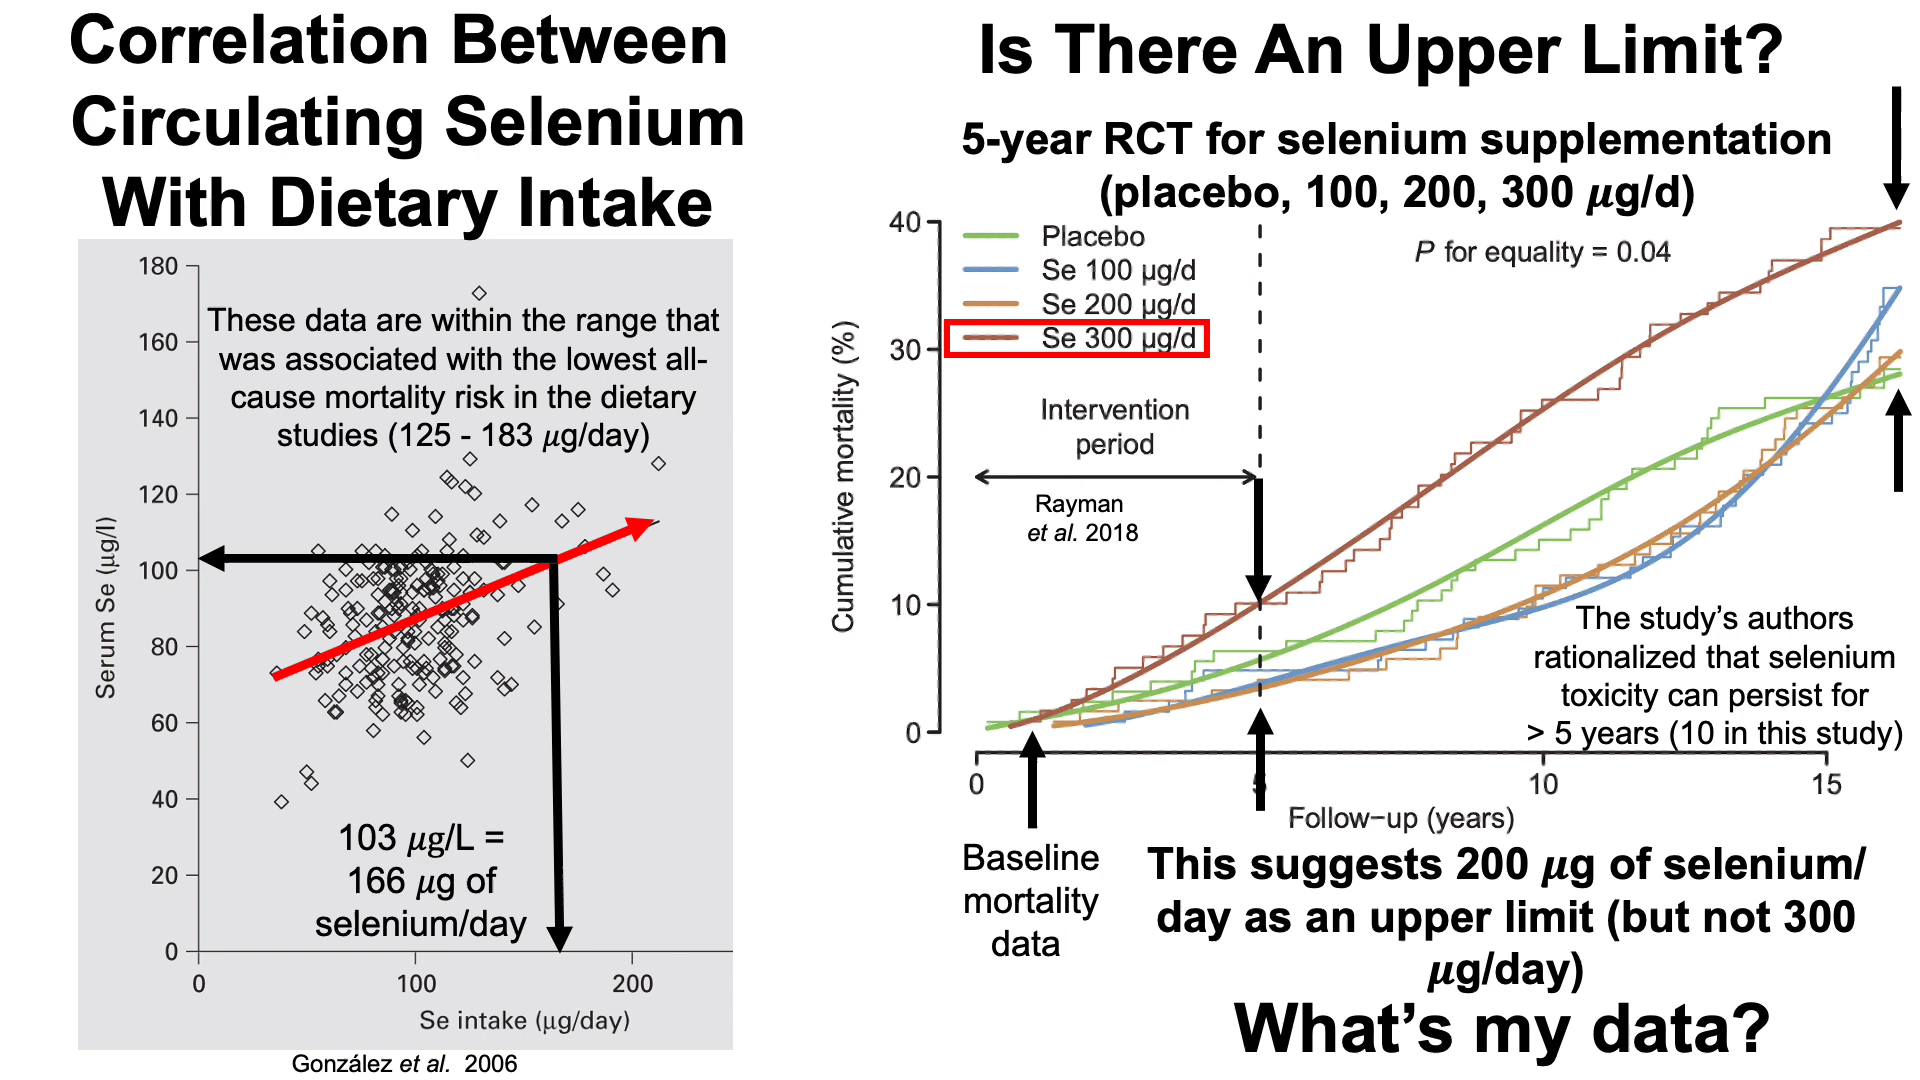 Correlation Between
Circulating Selenium
With Dietary Intake
180
160
140
120
100
80
60
40
20
0
Serum Se (µg/l)
These data are within the range that
was associated with the lowest all-
cause mortality risk in the dietary
studies (125 - 183 µg/day)
103 µg/L =
166 µg of
selenium/day
0
100
200
Se intake (µg/day)
González et al. 2006
Is There An Upper Limit?
5-year RCT for selenium supplementation
(placebo, 100, 200, 300 µg/d)
40
30
20
10
0
Cumulative mortality (%)
Placebo
Se 100 µg/d
Se 200 µg/d
Se 300 µg/d
P for equality = 0.04
Intervention
period
Rayman
et al. 2018
The study’s authors
rationalized that selenium
toxicity can persist for
> 5 years (10 in this study)
0
5
10
15
Follow−up (years)
Baseline
mortality
data
This suggests 200 µg of selenium/
day as an upper limit (but not 300
µg/day)
What’s my data?